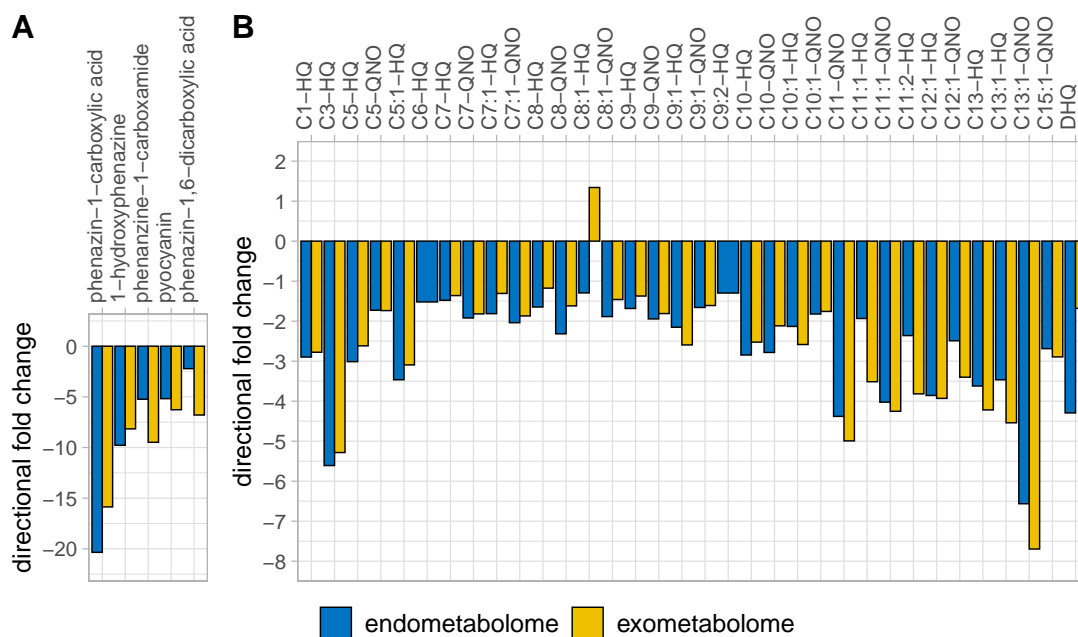 A
phenazin−1−carboxylic acid
1−hydroxyphenazine
phenanzine−1−carboxamide
pyocyanin
phenazin−1,6−dicarboxylic acid
directional fold change
0
−5
−10
−15
−20
B
C1−HQ
C3−HQ
C5−HQ
C5−QNO
C5:1−HQ
C6−HQ
C7−HQ
C7−QNO
C7:1−HQ
C7:1−QNO
C8−HQ
C8−QNO
C8:1−HQ
C8:1−QNO
C9−HQ
C9−QNO
C9:1−HQ
C9:1−QNO
C9:2−HQ
C10−HQ
C10−QNO
C10:1−HQ
C10:1−QNO
C11−QNO
C11:1−HQ
C11:1−QNO
C11:2−HQ
C12:1−HQ
C12:1−QNO
C13−HQ
C13:1−HQ
C13:1−QNO
C15:1−QNO
DHQ
directional fold change
2
1
0
−1
−2
−3
−4
−5
−6
−7
−8
endometabolome
exometabolome